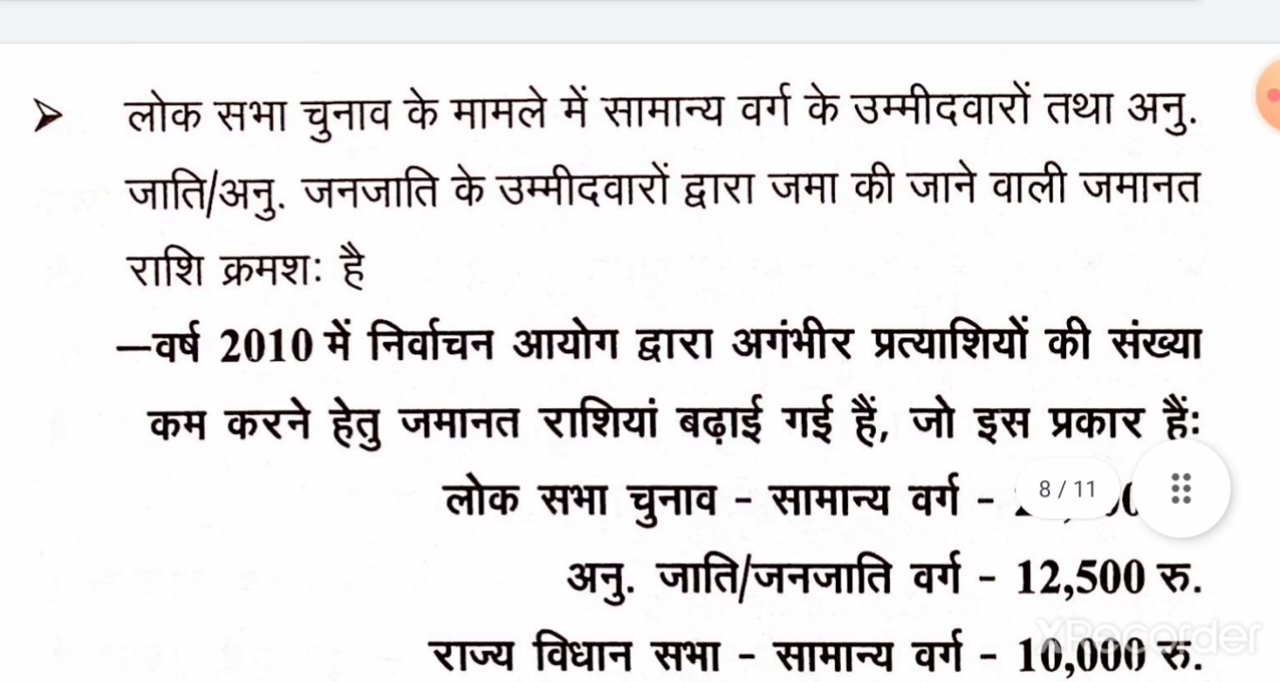 ➤ लोक सभा चुनाव के मामले में सामान्य वर्ग के उम्मीदवारों तथा अनु.
जाति/अनु. जनजाति के उम्मीदवारों द्वारा जमा की जाने वाली जमानत
राशि क्रमशः है
–वर्ष 2010 में निर्वाचन आयोग द्वारा अगंभीर प्रत्याशियों की संख्या
कम करने हेतु जमानत राशियां बढ़ाई गई हैं, जो इस प्रकार हैं:
लोक सभा चुनाव - सामान्य वर्ग -
8 / 11
अनु. जाति/जनजाति वर्ग - 12,500 रु.
राज्य विधान सभा - सामान्य वर्ग - 10,000 रु.
XRecorder